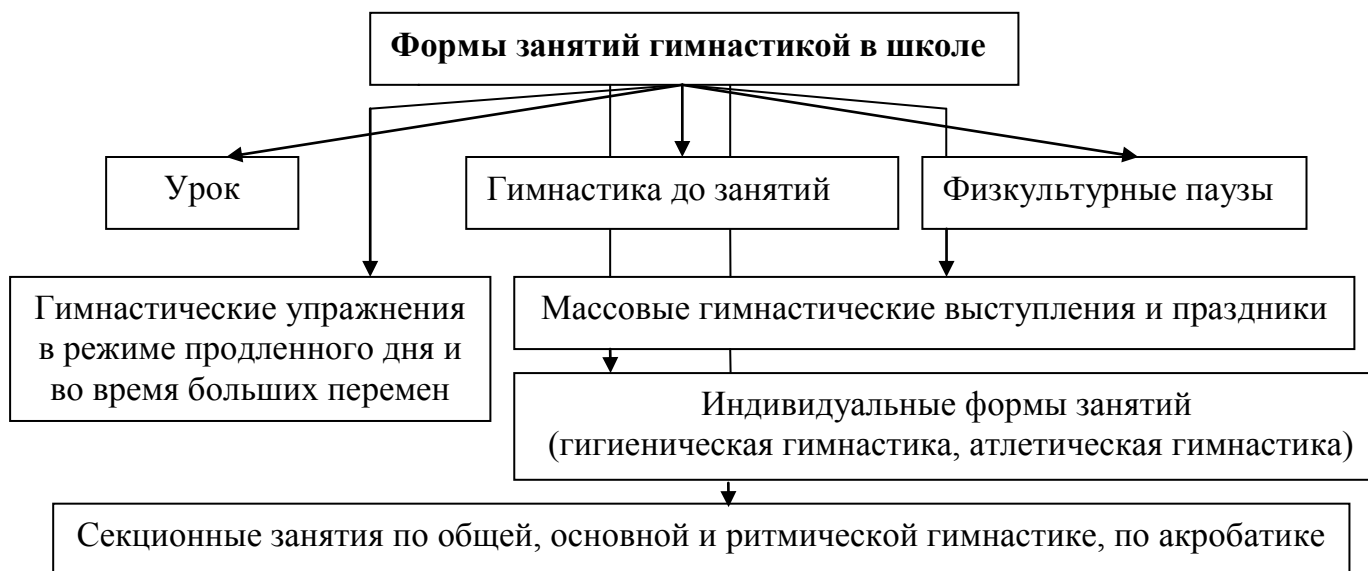 Формы занятий гимнастикой в школе
Урок
Гимнастика до занятий
Физкультурные паузы
Гимнастические упражнения
в режиме продленного дня и
во время больших перемен
Массовые гимнастические выступления и праздники
Индивидуальные формы занятий
(гигиеническая гимнастика, атлетическая гимнастика)
Секционные занятия по общей, основной и ритмической гимнастике, по акробатике